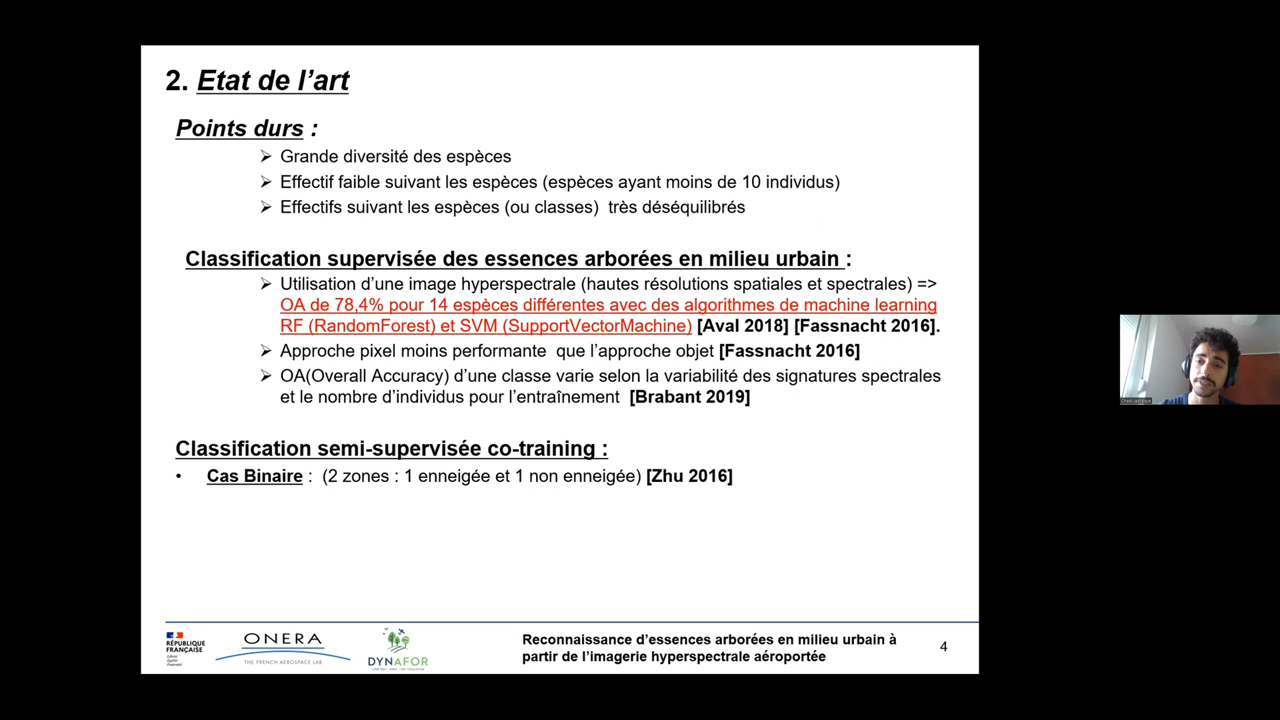 2. Etat de l’art
Points durs :
➢ Grande diversité des espèces
➢ Effectif faible suivant les espèces (espèces ayant moins de 10 individus)
➢ Effectifs suivant les espèces (ou classes) très déséquilibrés
Classification supervisée des essences arborées en milieu urbain :
➢ Utilisation d’une image hyperspectrale (hautes résolutions spatiales et spectrales) =>
OA de 78,4% pour 14 espèces différentes avec des algorithmes de machine learning
RF (RandomForest) et SVM (SupportVectorMachine) [Aval 2018] [Fassnacht 2016].
➢ Approche pixel moins performante que l’approche objet [Fassnacht 2016]
➢ OA(Overall Accuracy) d’une classe varie selon la variabilité des signatures spectrales
et le nombre d’individus pour l’entraînement [Brabant 2019]
Classification semi-supervisée co-training :
• Cas Binaire : (2 zones : 1 enneigée et 1 non enneigée) [Zhu 2016]
RÉPUBLIQUE
FRANÇAISE
Liberté
Égalité
Fraternité
ONERA
THE FRENCH AEROSPACE LAB
DYNAFOR
Reconnaissance d’essences arborées en milieu urbain à
partir de l’imagerie hyperspectrale aéroportée
4